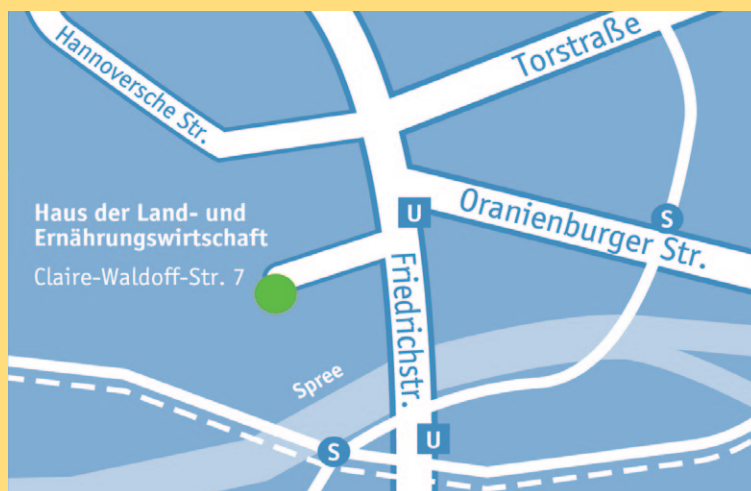 Hannoversche Str.
Torstraße
Haus der Land- und
Ernährungswirtschaft
Claire-Waldoff-Str. 7
U
Oranienburger Str.
S
Friedrichstr.
Spree
S
U